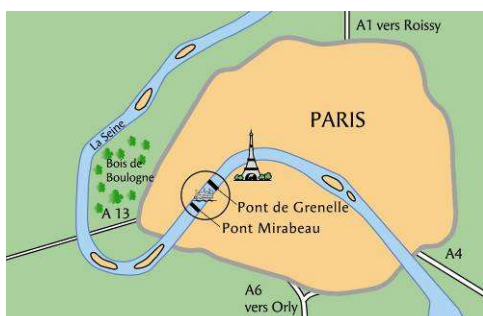 A1 vers Roissy
La Seine
PARIS
Bois de
Boulogne
Pont de Grenelle
A 13
Pont Mirabeau
A4
A6
vers Orly